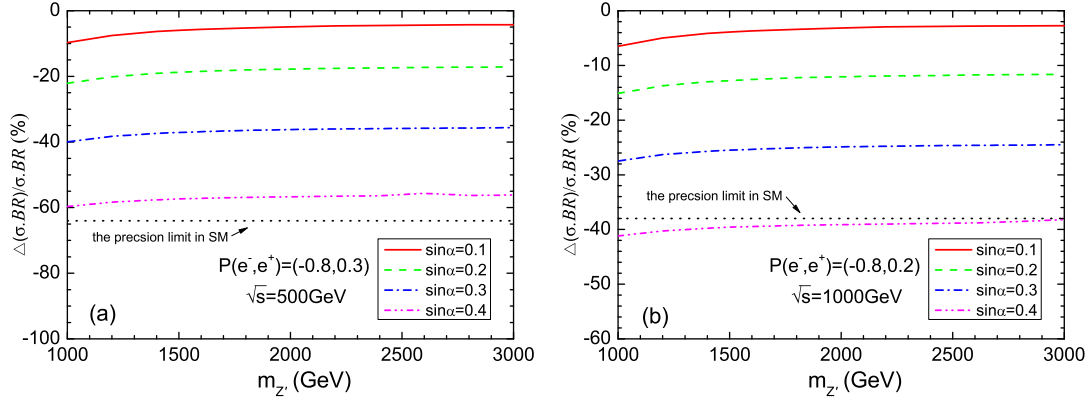 0
-20
-40
-60
-80
-100
△(σ.BR)/σ.BR (%)
the precsion limit in SM
P(e⁻,e⁺)=(-0.8,0.3)
√s=500GeV
sinα=0.1
sinα=0.2
sinα=0.3
sinα=0.4
(a)
1000 1500 2000 2500 3000
m_Z' (GeV)
0
-10
-20
-30
-40
-50
-60
△(σ.BR)/σ.BR (%)
the precsion limit in SM
P(e⁻,e⁺)=(-0.8,0.2)
√s=1000GeV
sinα=0.1
sinα=0.2
sinα=0.3
sinα=0.4
(b)
1000 1500 2000 2500 3000
m_Z' (GeV)